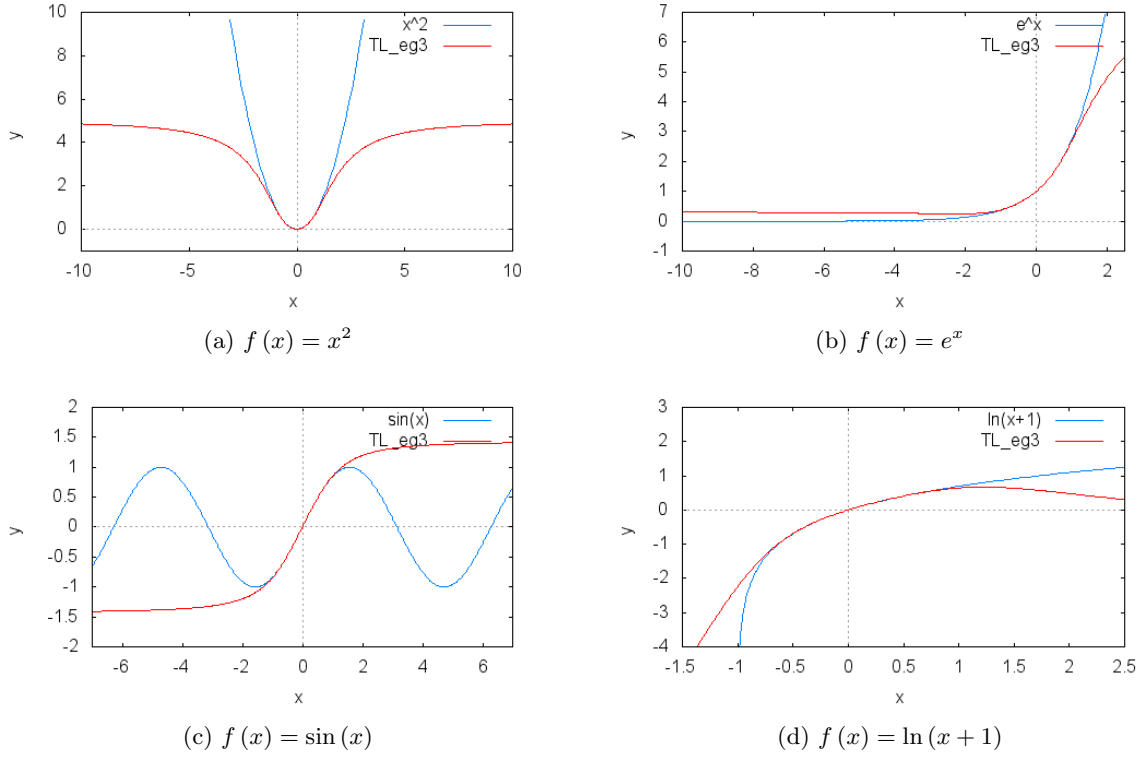 10
8
6
4
2
0
y
x^2
TL_eg3
-10 -5 0 5 10
x
(a) f (x) = x²
7
6
5
4
3
2
1
0
-1
y
e^x
TL_eg3
-10 -8 -6 -4 -2 0 2
x
(b) f (x) = eˣ
2
1.5
1
0.5
0
-0.5
-1
-1.5
-2
y
sin(x)
TL_eg3
-6 -4 -2 0 2 4 6
x
(c) f (x) = sin (x)
3
2
1
0
-1
-2
-3
-4
y
ln(x+1)
TL_eg3
-1.5 -1 -0.5 0 0.5 1 1.5 2 2.5
x
(d) f (x) = ln (x + 1)